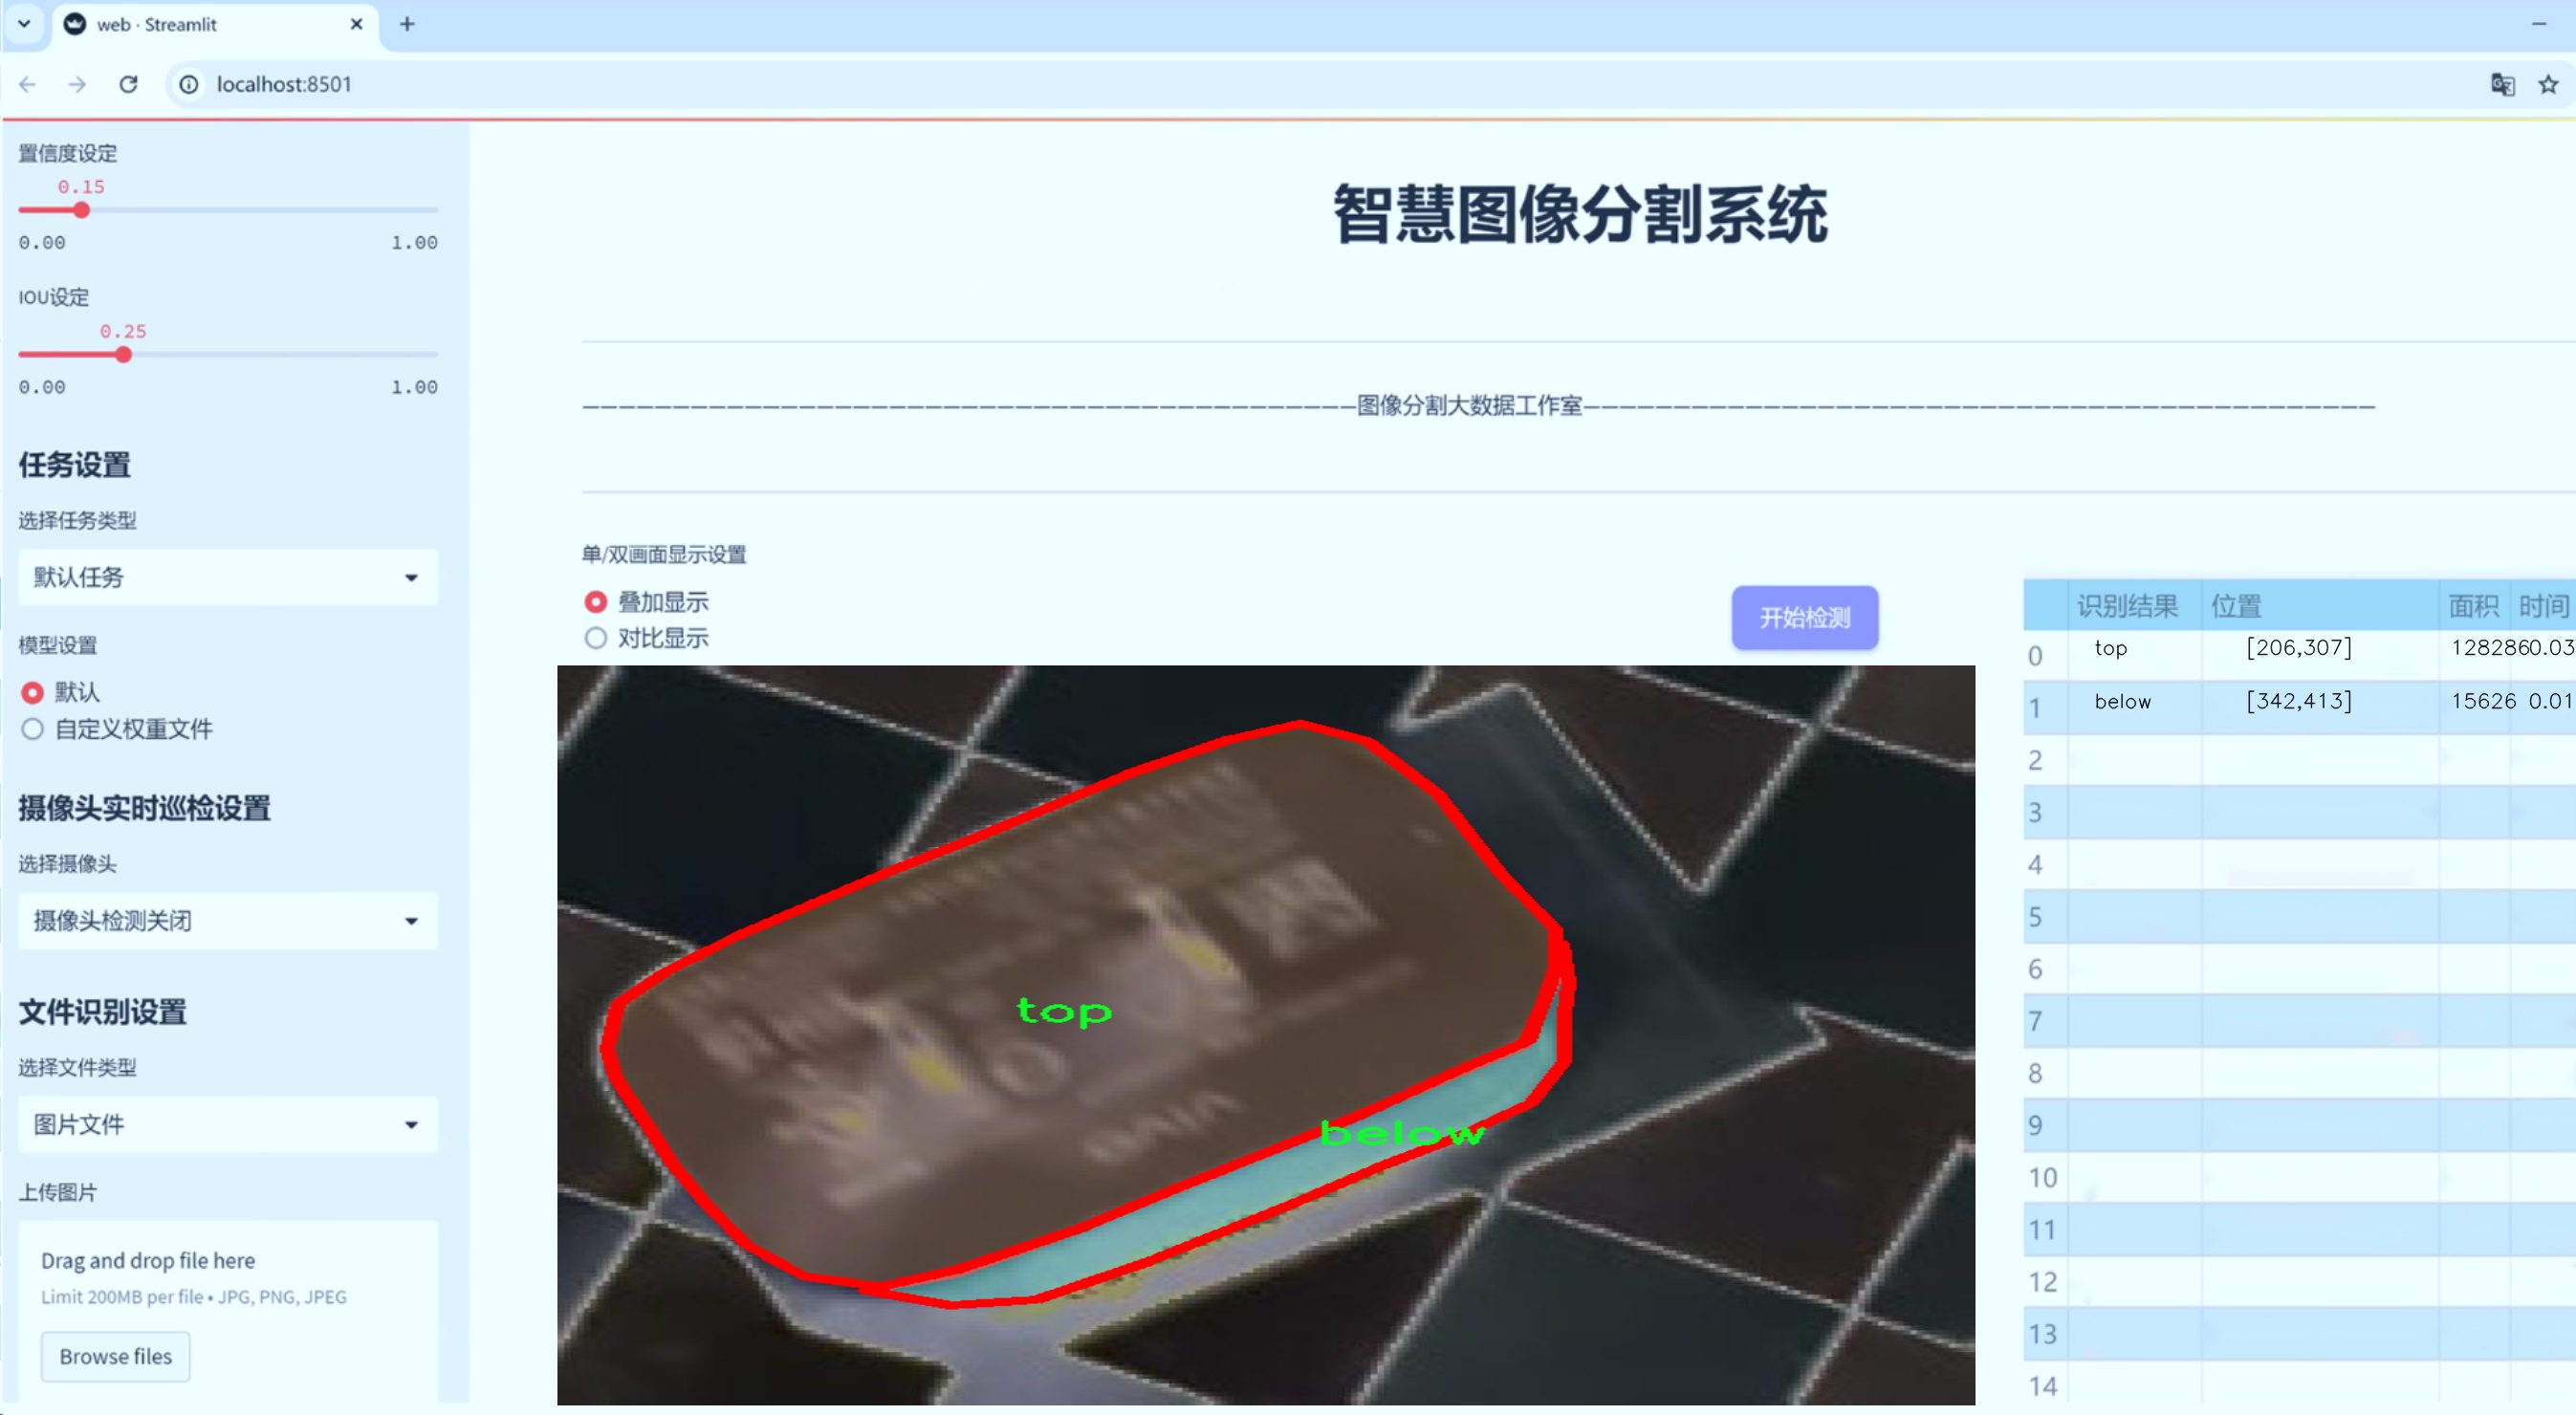 web · Streamlit
localhost:8501
置信度设定
0.15
0.00 1.00
IOU设定
0.25
0.00 1.00
任务设置
选择任务类型
默认任务
模型设置
默认
自定义权重文件
摄像头实时巡检设置
选择摄像头
摄像头检测关闭
文件识别设置
选择文件类型
图片文件
上传图片
Drag and drop file here
Limit 200MB per file • JPG, PNG, JPEG
Browse files
智慧图像分割系统
图像分割大数据工作室
单/双画面显示设置
叠加显示
对比显示
开始检测
top
below
识别结果 位置 面积 时间
0 top [206,307] 128286 0.03
1 below [342,413] 15626 0.01
2
3
4
5
6
7
8
9
10
11
12
13
14